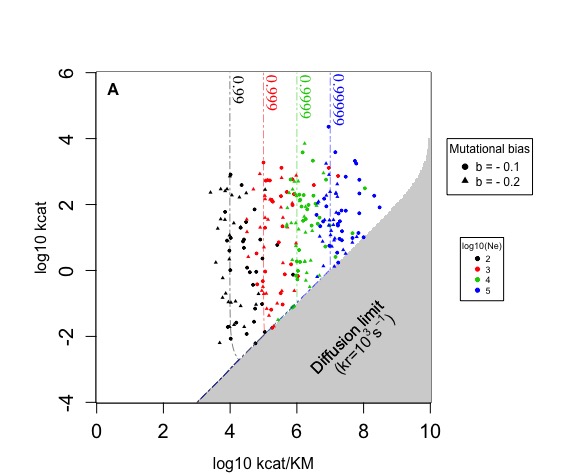 A
0.99
0.999
0.9999
0.99999
6
4
2
0
-2
-4
log10 kcat
Diffusion limit
(kr=10³s⁻¹)
0
2
4
6
8
10
log10 kcat/KM
Mutational bias
b = - 0.1
b = - 0.2
log10(Ne)
2
3
4
5